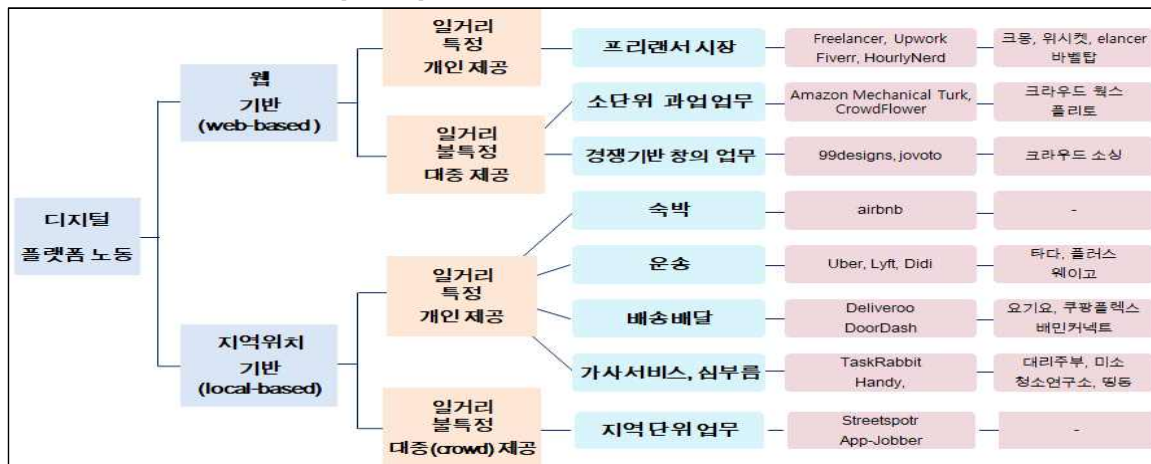 디지털
플랫폼 노동
웹
기반
(web-based)
지역위치
기반
(local-based)
일거리
특정
개인 제공
일거리
불특정
대중 제공
일거리
특정
개인 제공
일거리
불특정
대중(crowd) 제공
프리랜서 시장
Freelancer, Upwork
Fiverr, HourlyNerd
크몽, 위시켓, elancer
바벨탑
소단위 과업업무
Amazon Mechanical Turk,
CrowdFlower
크라우드 웍스
플리토
경쟁기반 창의 업무
99designs, jovoto
크라우드 소싱
숙박
airbnb
-
운송
Uber, Lyft, Didi
타다, 플러스
웨이고
배송배달
Deliveroo
DoorDash
요기요, 쿠팡플렉스
배민커넥트
가사서비스, 심부름
TaskRabbit
Handy,
대리주부, 미소
청소연구소, 띵동
지역단위업무
Streetspotr
App-Jobber
-